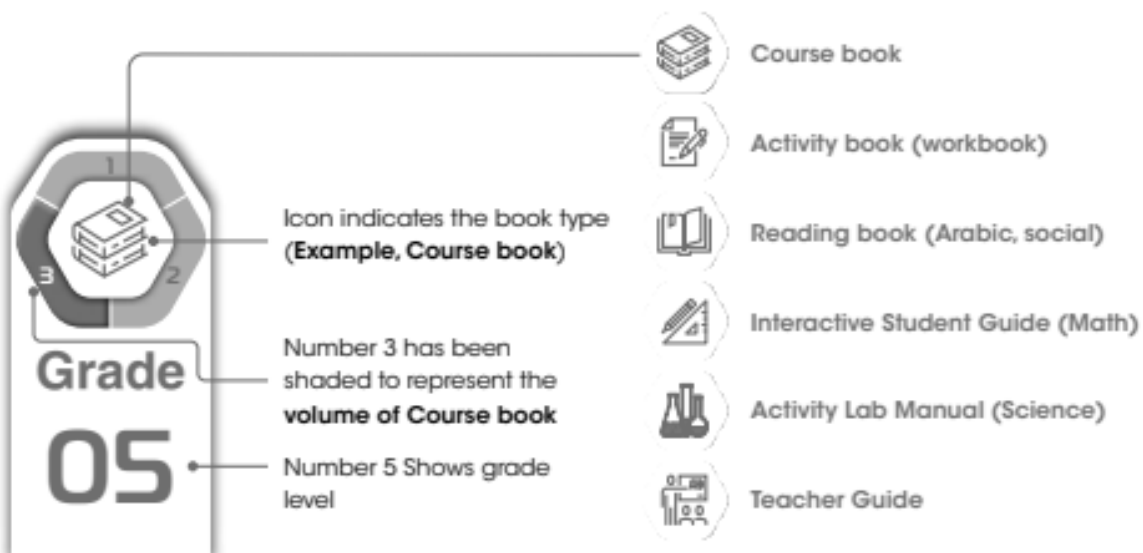 1
2
3
Grade
05
Icon indicates the book type
(Example, Course book)
Number 3 has been
shaded to represent the
volume of Course book
Number 5 Shows grade
level
Course book
Activity book (workbook)
Reading book (Arabic, social)
Interactive Student Guide (Math)
Activity Lab Manual (Science)
Teacher Guide